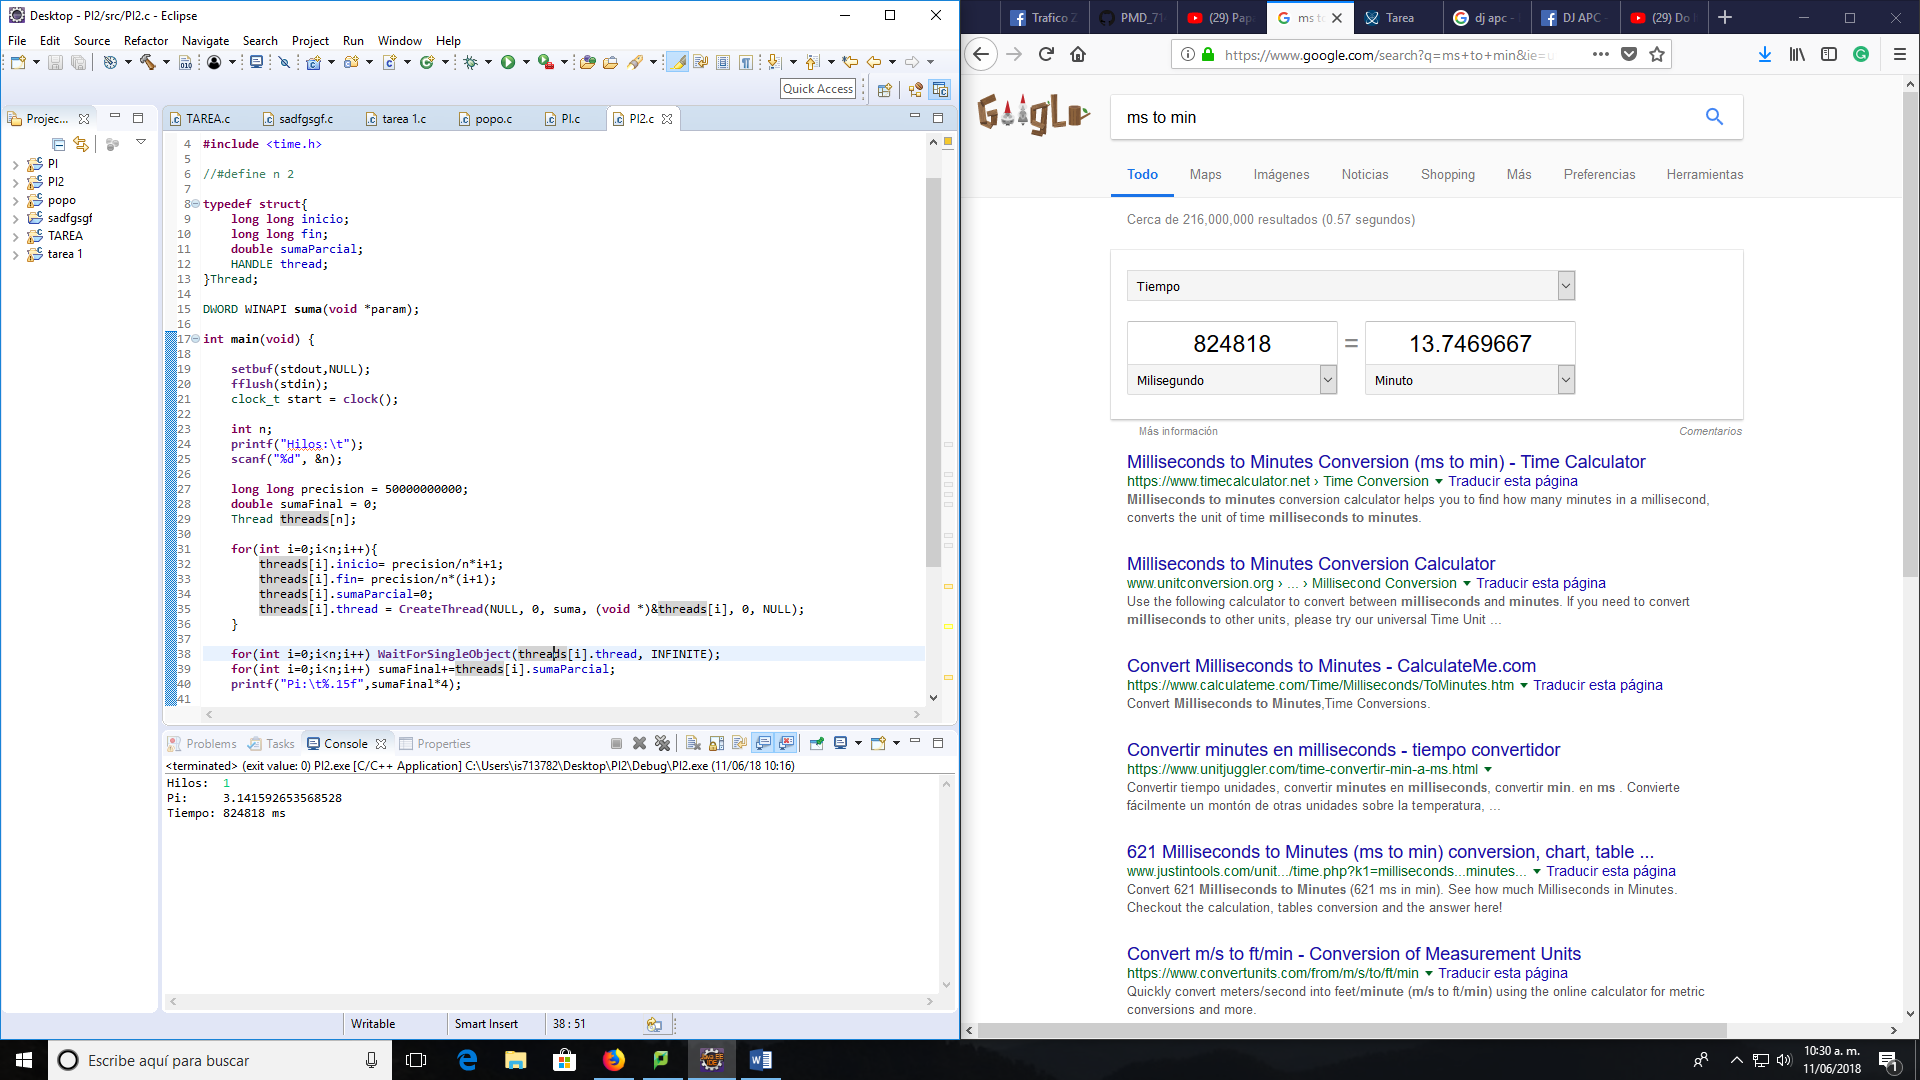 Desktop - PI2/src/PI2.c - Eclipse
File Edit Source Refactor Navigate Search Project Run Window Help
Quick Access
Projec...
PI
PI2
popo
sadfgsgf
TAREA
tarea 1
TAREA.c sadfgsgf.c tarea 1.c popo.c PI.c PI2.c
4 #include <time.h>
5
6 //#define n 2
7
8 typedef struct{
9 long long inicio;
10 long long fin;
11 double sumaParcial;
12 HANDLE thread;
13 }Thread;
14
15 DWORD WINAPI suma(void *param);
16
17 int main(void) {
18
19 setbuf(stdout,NULL);
20 fflush(stdin);
21 clock_t start = clock();
22
23 int n;
24 printf("Hilos:\t");
25 scanf("%d", &n);
26
27 long long precision = 50000000000;
28 double sumaFinal = 0;
29 Thread threads[n];
30
31 for(int i=0;i<n;i++){
32 threads[i].inicio= precision/n*i+1;
33 threads[i].fin= precision/n*(i+1);
34 threads[i].sumaParcial=0;
35 threads[i].thread = CreateThread(NULL, 0, suma, (void *)&threads[i], 0, NULL);
36 }
37
38 for(int i=0;i<n;i++) WaitForSingleObject(threads[i].thread, INFINITE);
39 for(int i=0;i<n;i++) sumaFinal+=threads[i].sumaParcial;
40 printf("Pi:\t%.15f",sumaFinal*4);
41
Problems Tasks Console Properties
<terminated> (exit value: 0) PI2.exe [C/C++ Application] C:\Users\is713782\Desktop\PI2\Debug\PI2.exe (11/06/18 10:16)
Hilos: 1
Pi: 3.141592653568528
Tiempo: 824818 ms
Writable Smart Insert 38 : 51
Trafico Z PMD_71 (29) Pap ms to Tarea dj apc - DJ APC (29) Do
https://www.google.com/search?q=ms+to+min&ie=u
ms to min
Todo Maps Imágenes Noticias Shopping Más Preferencias Herramientas
Cerca de 216,000,000 resultados (0.57 segundos)
Tiempo
824818 = 13.7469667
Milisegundo Minuto
Más información Comentarios
Milliseconds to Minutes Conversion (ms to min) - Time Calculator
https://www.timecalculator.net › Time Conversion Traducir esta página
Milliseconds to minutes conversion calculator helps you to find how many minutes in a millisecond,
converts the unit of time milliseconds to minutes.
Milliseconds to Minutes Conversion Calculator
www.unitconversion.org › ... › Millisecond Conversion Traducir esta página
Use the following calculator to convert between milliseconds and minutes. If you need to convert
milliseconds to other units, please try our universal Time Unit ...
Convert Milliseconds to Minutes - CalculateMe.com
https://www.calculateme.com/Time/Milliseconds/ToMinutes.htm Traducir esta página
Convert Milliseconds to Minutes,Time Conversions.
Convertir minutes en milliseconds - tiempo convertidor
https://www.unitjuggler.com/time-convertir-min-a-ms.html
Convertir tiempo unidades, convertir minutes en milliseconds, convertir min. en ms . Convierte
fácilmente un montón de otras unidades sobre la temperatura, ...
621 Milliseconds to Minutes (ms to min) conversion, chart, table ...
www.justintools.com/unit.../time.php?k1=milliseconds...minutes... Traducir esta página
Convert 621 Milliseconds to Minutes (621 ms in min). See how much Milliseconds in Minutes.
Checkout the calculation, tables conversion and the answer here!
Convert m/s to ft/min - Conversion of Measurement Units
https://www.convertunits.com/from/m/s/to/ft/min Traducir esta página
Quickly convert meters/second into feet/minute (m/s to ft/min) using the online calculator for metric
conversions and more.
Escribe aquí para buscar
10:30 a. m.
11/06/2018
1